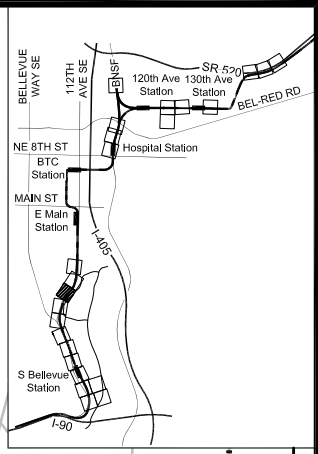 BELLEVUE
WAY SE
112TH
AVE SE
BNSF
SR 520
120th Ave
Station
130th Ave
Station
BEL-RED RD
NE 8TH ST
Hospital Station
BTC
Station
MAIN ST
E Main
Station
I-405
S Bellevue
Station
I-90